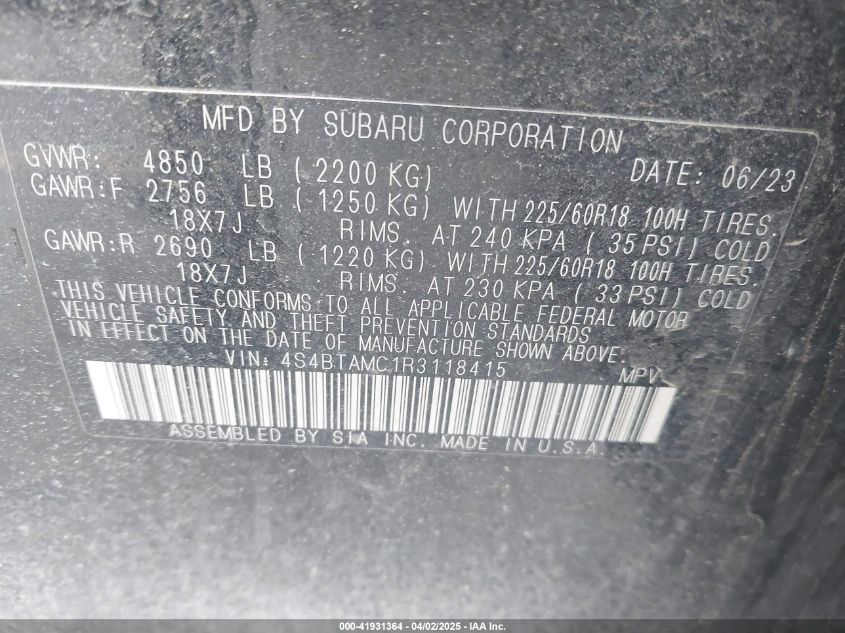 MFD BY SUBARU CORPORATION
GVWR: 4850 LB ( 2200 KG) DATE: 06/23
GAWR:F 2756 LB ( 1250 KG) WITH 225/60R18 100H TIRES.
18X7J RIMS. AT 240 KPA ( 35 PSI) COLD
GAWR:R 2690 LB ( 1220 KG) WITH 225/60R18 100H TIRES.
18X7J RIMS. AT 230 KPA ( 33 PSI) COLD
THIS VEHICLE CONFORMS TO ALL APPLICABLE FEDERAL MOTOR
VEHICLE SAFETY AND THEFT PREVENTION STANDARDS
IN EFFECT ON THE DATE OF MANUFACTURE SHOWN ABOVE.
VIN: 4S4BTAMC1R3118415 MPV
ASSEMBLED BY SIA INC. MADE IN U.S.A.
000-41931364 - 04/02/2025 - IAA Inc.